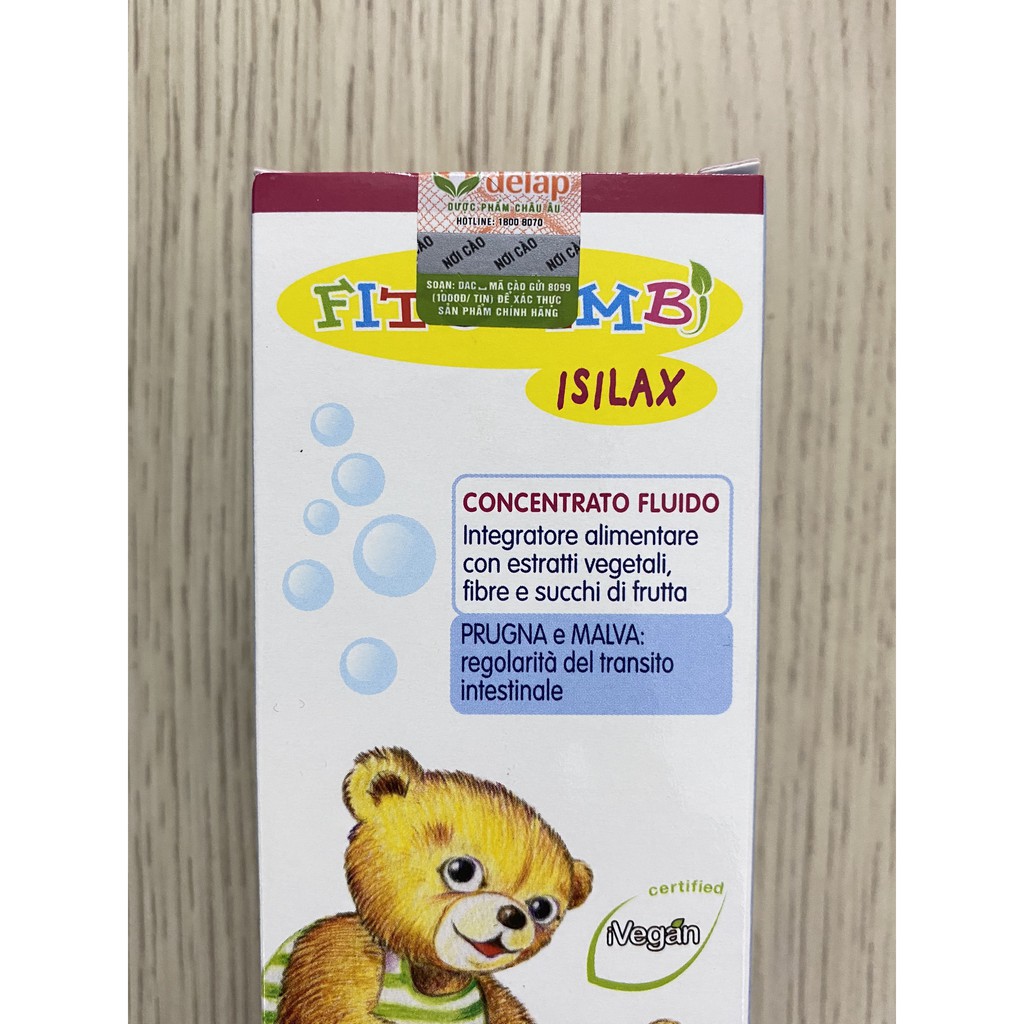 delap
DƯỢC PHẨM CHÂU ÂU
HOTLINE: 1800 8070
NƠI CÀO NƠI CÀO
SOẠN: DAC_MÃ CÀO GỬI 8099
(1000Đ/ TIN) ĐỂ XÁC THỰC
SẢN PHẨM CHÍNH HÃNG
ISILAX
CONCENTRATO FLUIDO
Integratore alimentare
con estratti vegetali,
fibre e succhi di frutta
PRUGNA e MALVA:
regolarità del transito
intestinale
certified
iVegan